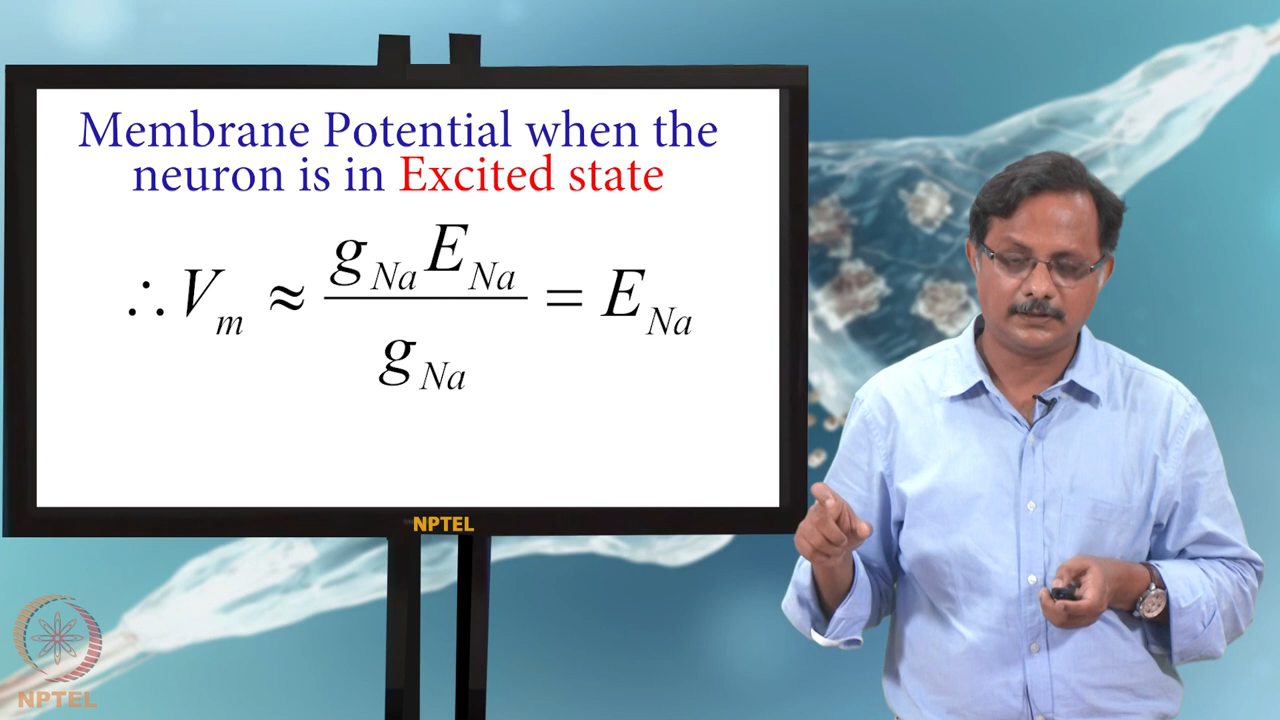 Membrane Potential when the
neuron is in Excited state
∴ V_m ≈ g_Na E_Na / g_Na = E_Na
NPTEL
NPTEL